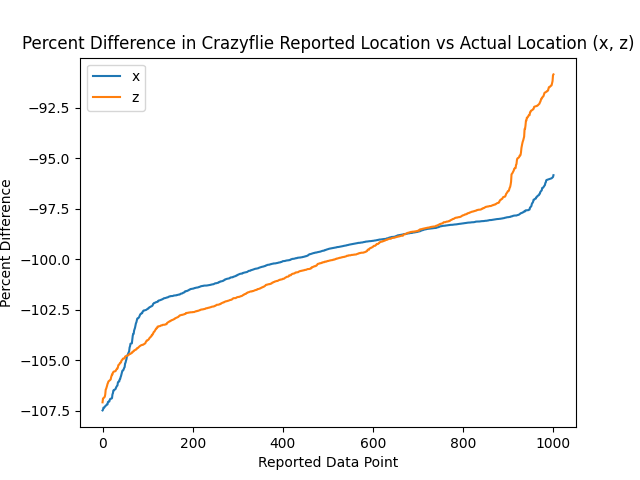 Percent Difference in Crazyflie Reported Location vs Actual Location (x, z)
x
z
−92.5
−95.0
−97.5
−100.0
−102.5
−105.0
−107.5
Percent Difference
0 200 400 600 800 1000
Reported Data Point